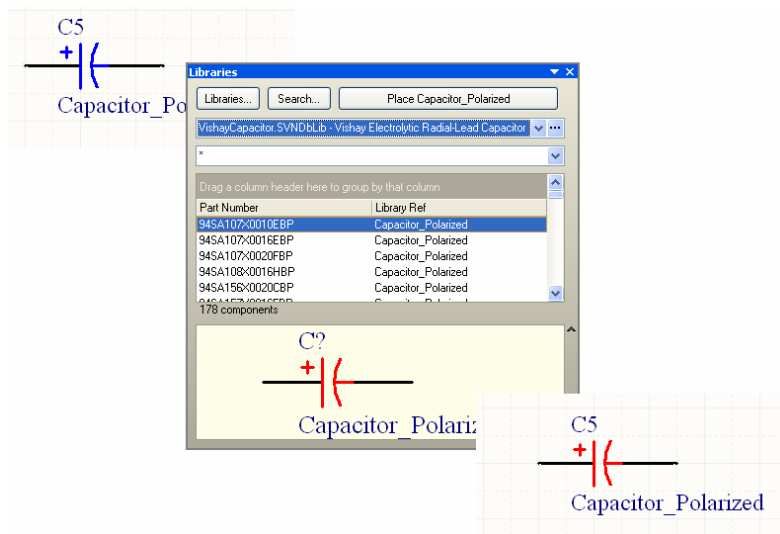 C5
+
Capacitor_Po
Libraries
Libraries... Search... Place Capacitor_Polarized
VishayCapacitor.SVNDbLib - Vishay Electrolytic Radial-Lead Capacitor
*
Drag a column header here to group by that column
Part Number Library Ref
94SA107X0010EBP Capacitor_Polarized
94SA107X0016EBP Capacitor_Polarized
94SA107X0020FBP Capacitor_Polarized
94SA108X0016HBP Capacitor_Polarized
94SA156X0020CBP Capacitor_Polarized
178 components
C?
+
Capacitor_Polariz
C5
+
Capacitor_Polarized